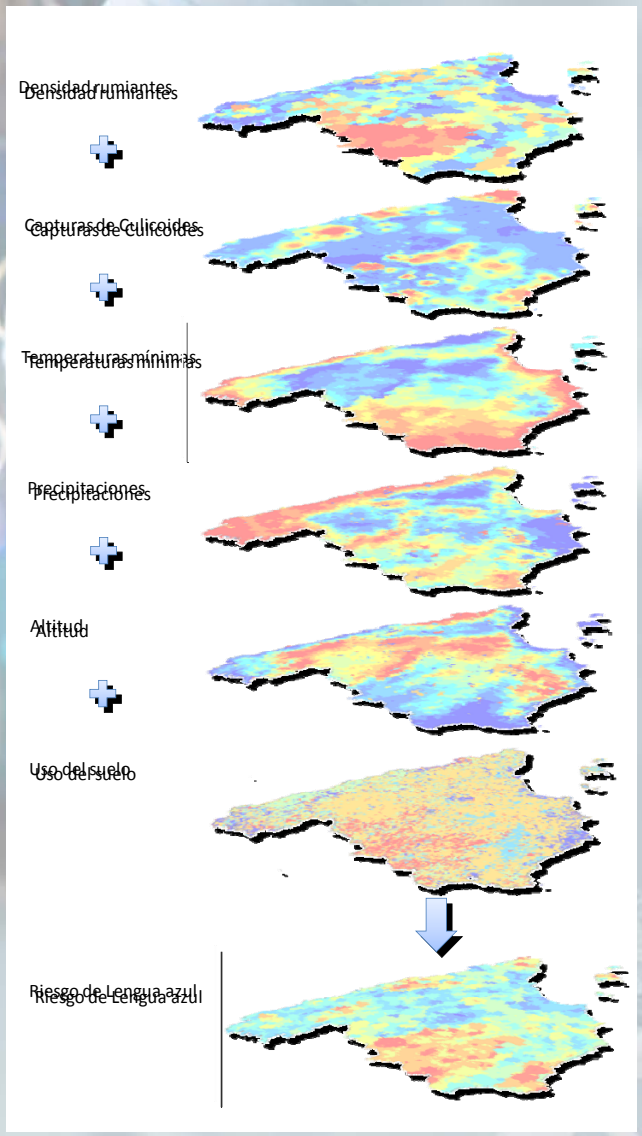 Densidad rumiantes
Capturas de Culicoides
Temperaturas mínimas
Precipitaciones
Altitud
Uso del suelo
Riesgo de Lengua azul